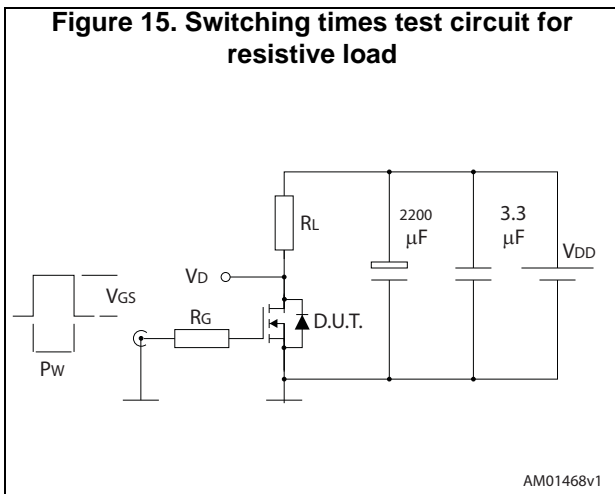 Figure 15. Switching times test circuit for
resistive load
RL
2200
μF
3.3
μF
VDD
VD
VGS
RG
D.U.T.
PW
AM01468v1